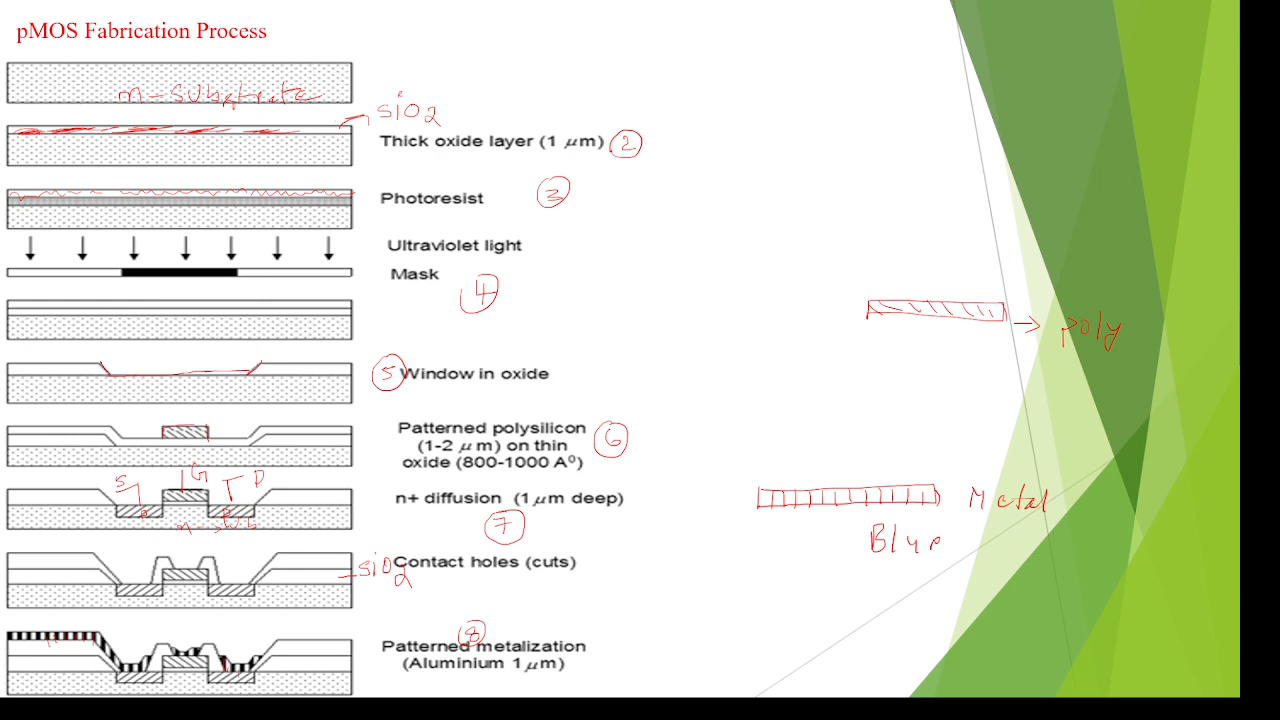 pMOS Fabrication Process
n-substrate
SiO2
Thick oxide layer (1 μm) 2
Photoresist 3
Ultraviolet light
Mask
4
→ poly
5 Window in oxide
Patterned polysilicon
(1-2 μm) on thin 6
oxide (800-1000 A⁰)
S G D
n+ diffusion (1 μm deep)
Metal
7
Contact holes (cuts)
SiO2
8
Patterned metalization
(Aluminium 1 μm)